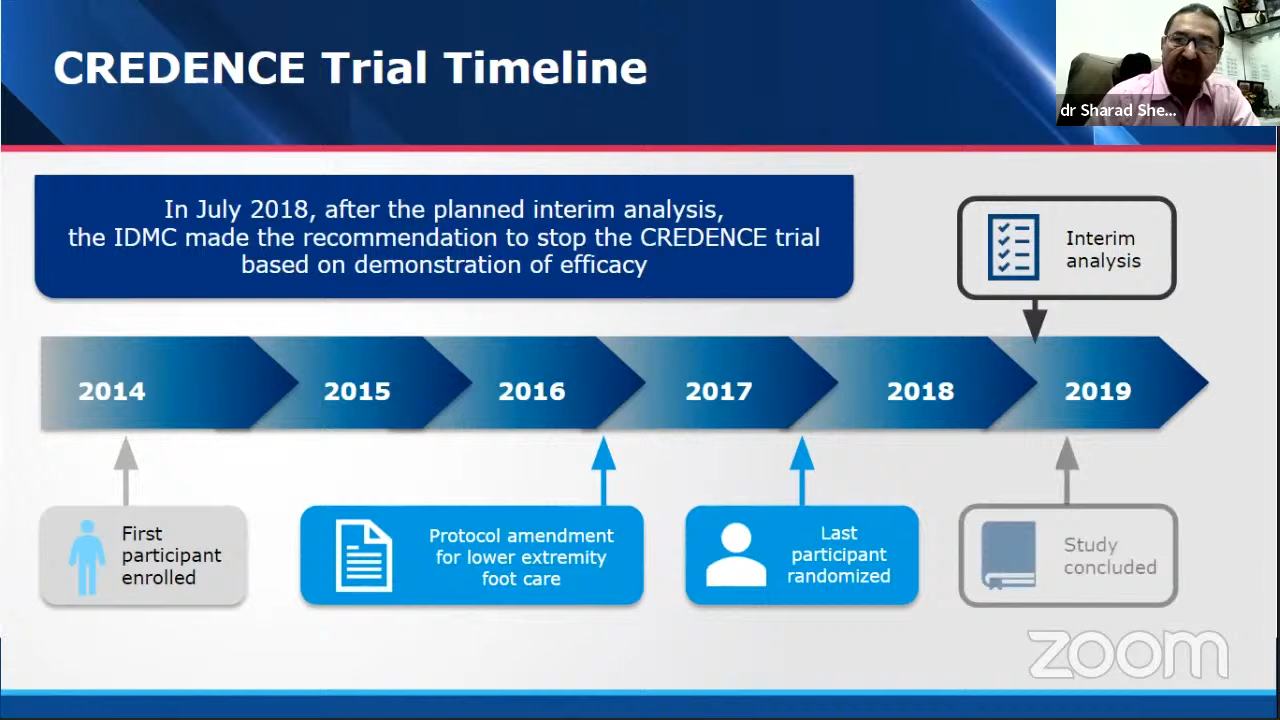 CREDENCE Trial Timeline
dr Sharad She...
In July 2018, after the planned interim analysis,
the IDMC made the recommendation to stop the CREDENCE trial
based on demonstration of efficacy
Interim
analysis
2014
2015
2016
2017
2018
2019
First
participant
enrolled
Protocol amendment
for lower extremity
foot care
Last
participant
randomized
Study
concluded
zoom